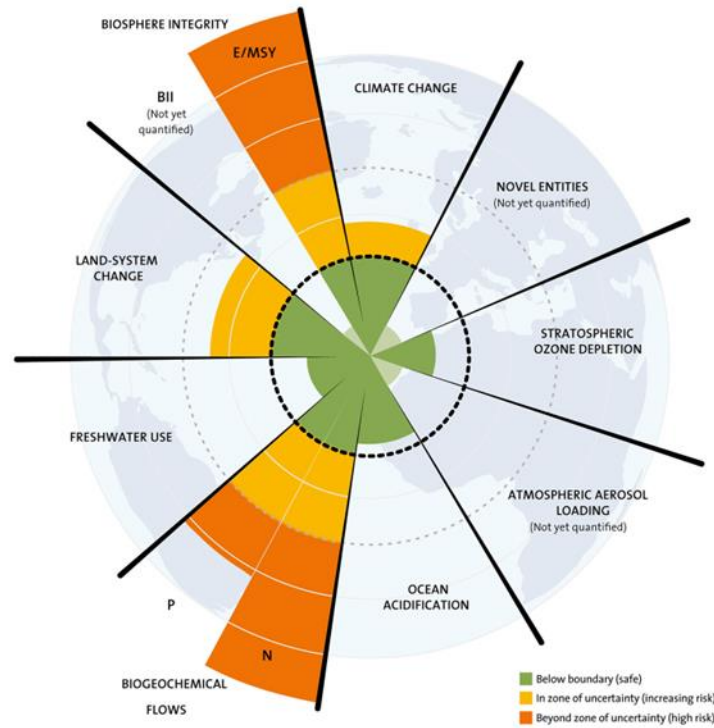 BIOSPHERE INTEGRITY
E/MSY
CLIMATE CHANGE
BII
(Not yet
quantified)
NOVEL ENTITIES
(Not yet quantified)
LAND-SYSTEM
CHANGE
STRATOSPHERIC
OZONE DEPLETION
FRESHWATER USE
ATMOSPHERIC AEROSOL
LOADING
(Not yet quantified)
OCEAN
ACIDIFICATION
P
N
BIOGEOCHEMICAL
FLOWS
Below boundary (safe)
In zone of uncertainty (increasing risk)
Beyond zone of uncertainty (high risk)